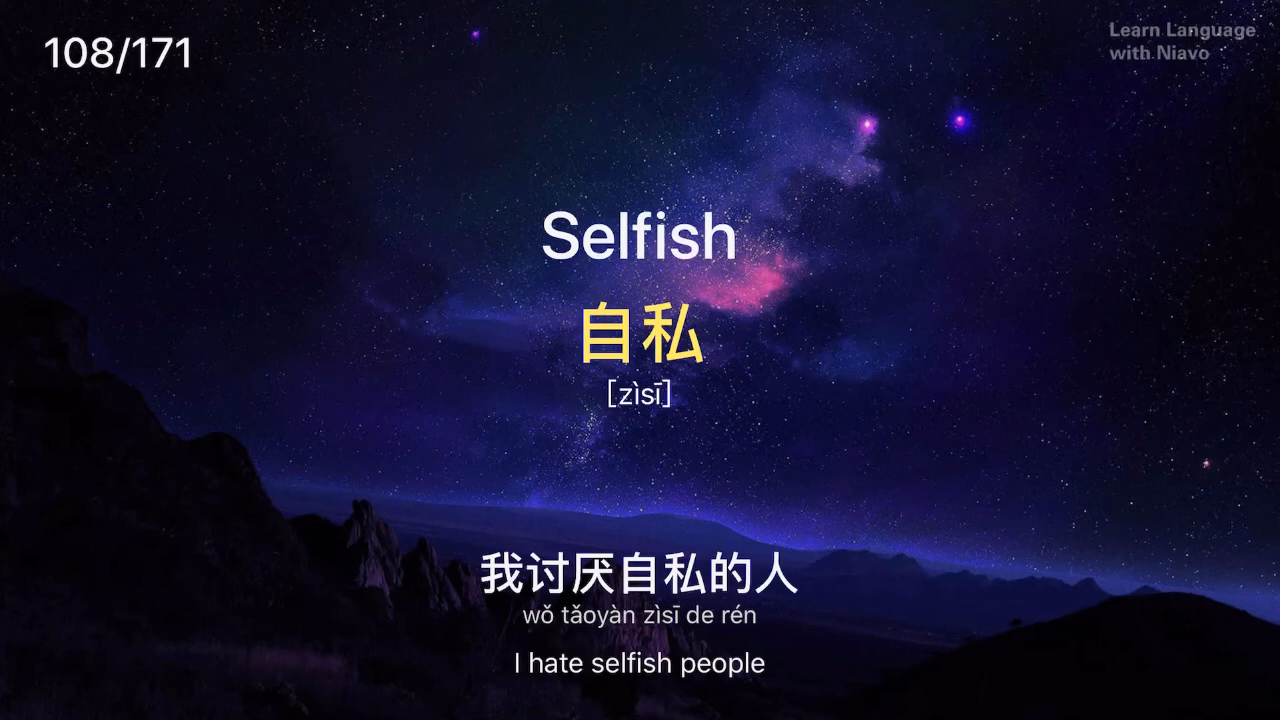 108/171
Learn Language
with Niavo
Selfish
自私
[zìsī]
我讨厌自私的人
wǒ tǎoyàn zìsī de rén
I hate selfish people